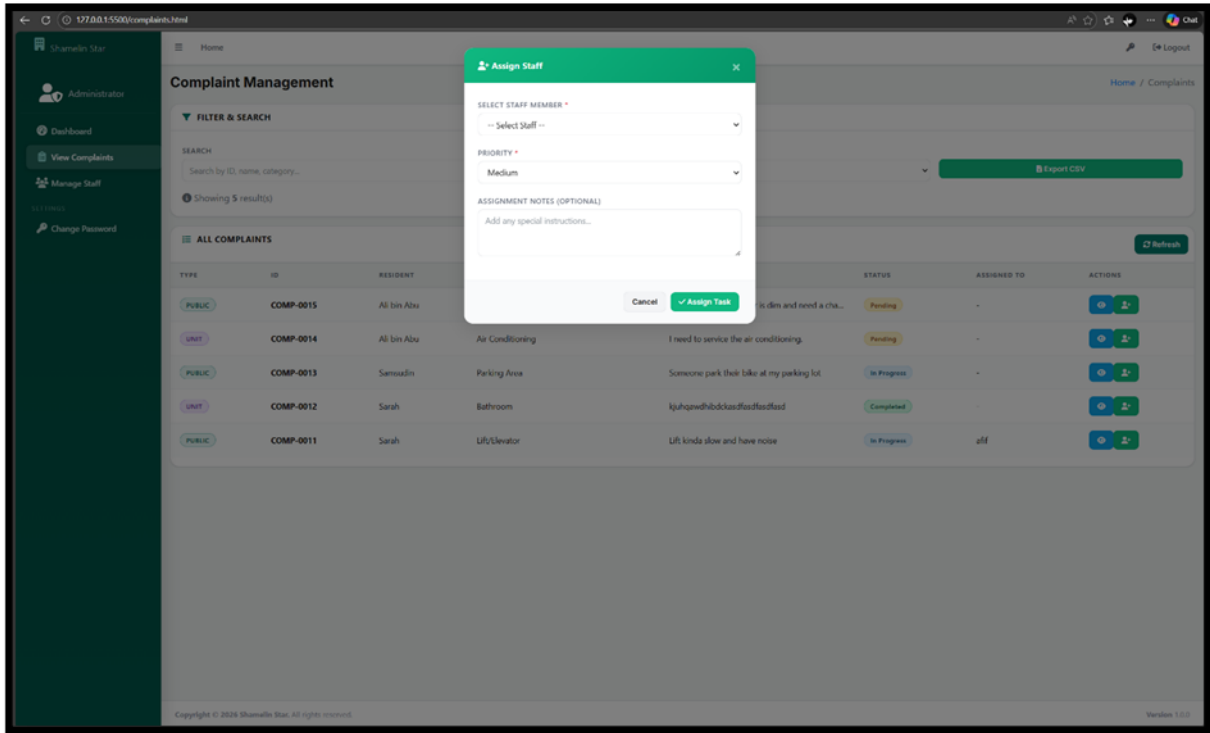 127.0.0.1:5500/complaints.html
Chat
Shamelin Star
Home
Logout
Administrator
Complaint Management
Home / Complaints
Dashboard
View Complaints
Manage Staff
SETTINGS
Change Password
FILTER & SEARCH
SEARCH
Search by ID, name, category...
Export CSV
Showing 5 result(s)
Assign Staff
SELECT STAFF MEMBER *
-- Select Staff --
PRIORITY *
Medium
ASSIGNMENT NOTES (OPTIONAL)
Add any special instructions...
Cancel
Assign Task
ALL COMPLAINTS
Refresh
TYPE ID RESIDENT STATUS ASSIGNED TO ACTIONS
PUBLIC COMP-0015 Ali bin Abu is dim and need a cha... Pending -
UNIT COMP-0014 Ali bin Abu Air Conditioning I need to service the air conditioning. Pending -
PUBLIC COMP-0013 Samsudin Parking Area Someone park their bike at my parking lot In Progress -
UNIT COMP-0012 Sarah Bathroom Completed
PUBLIC COMP-0011 Sarah Lift/Elevator Lift kinda slow and have noise In Progress afif
Copyright © 2026 Shamelin Star. All rights reserved.
Version 1.0.0